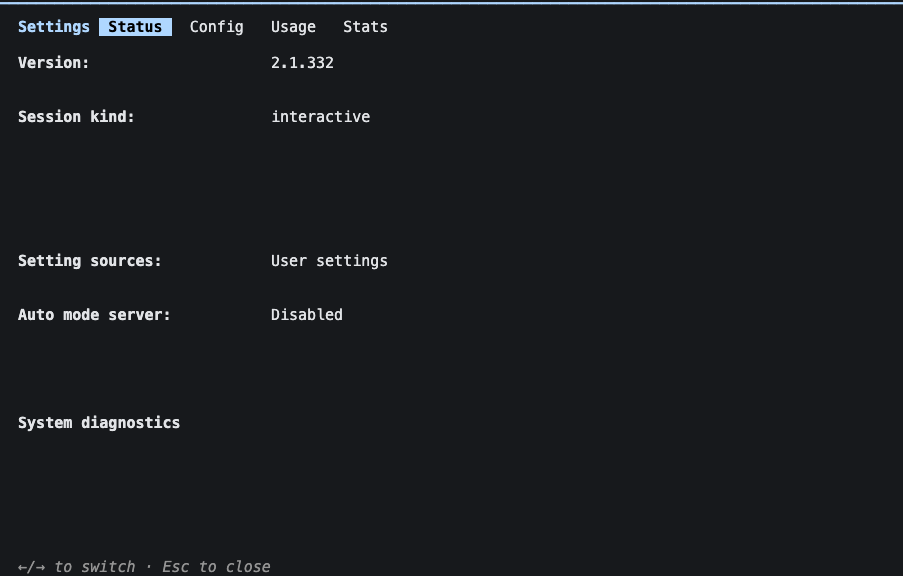 Settings Status Config Usage Stats
Version: 2.1.332
Session kind: interactive
Setting sources: User settings
Auto mode server: Disabled
System diagnostics
←/→ to switch · Esc to close